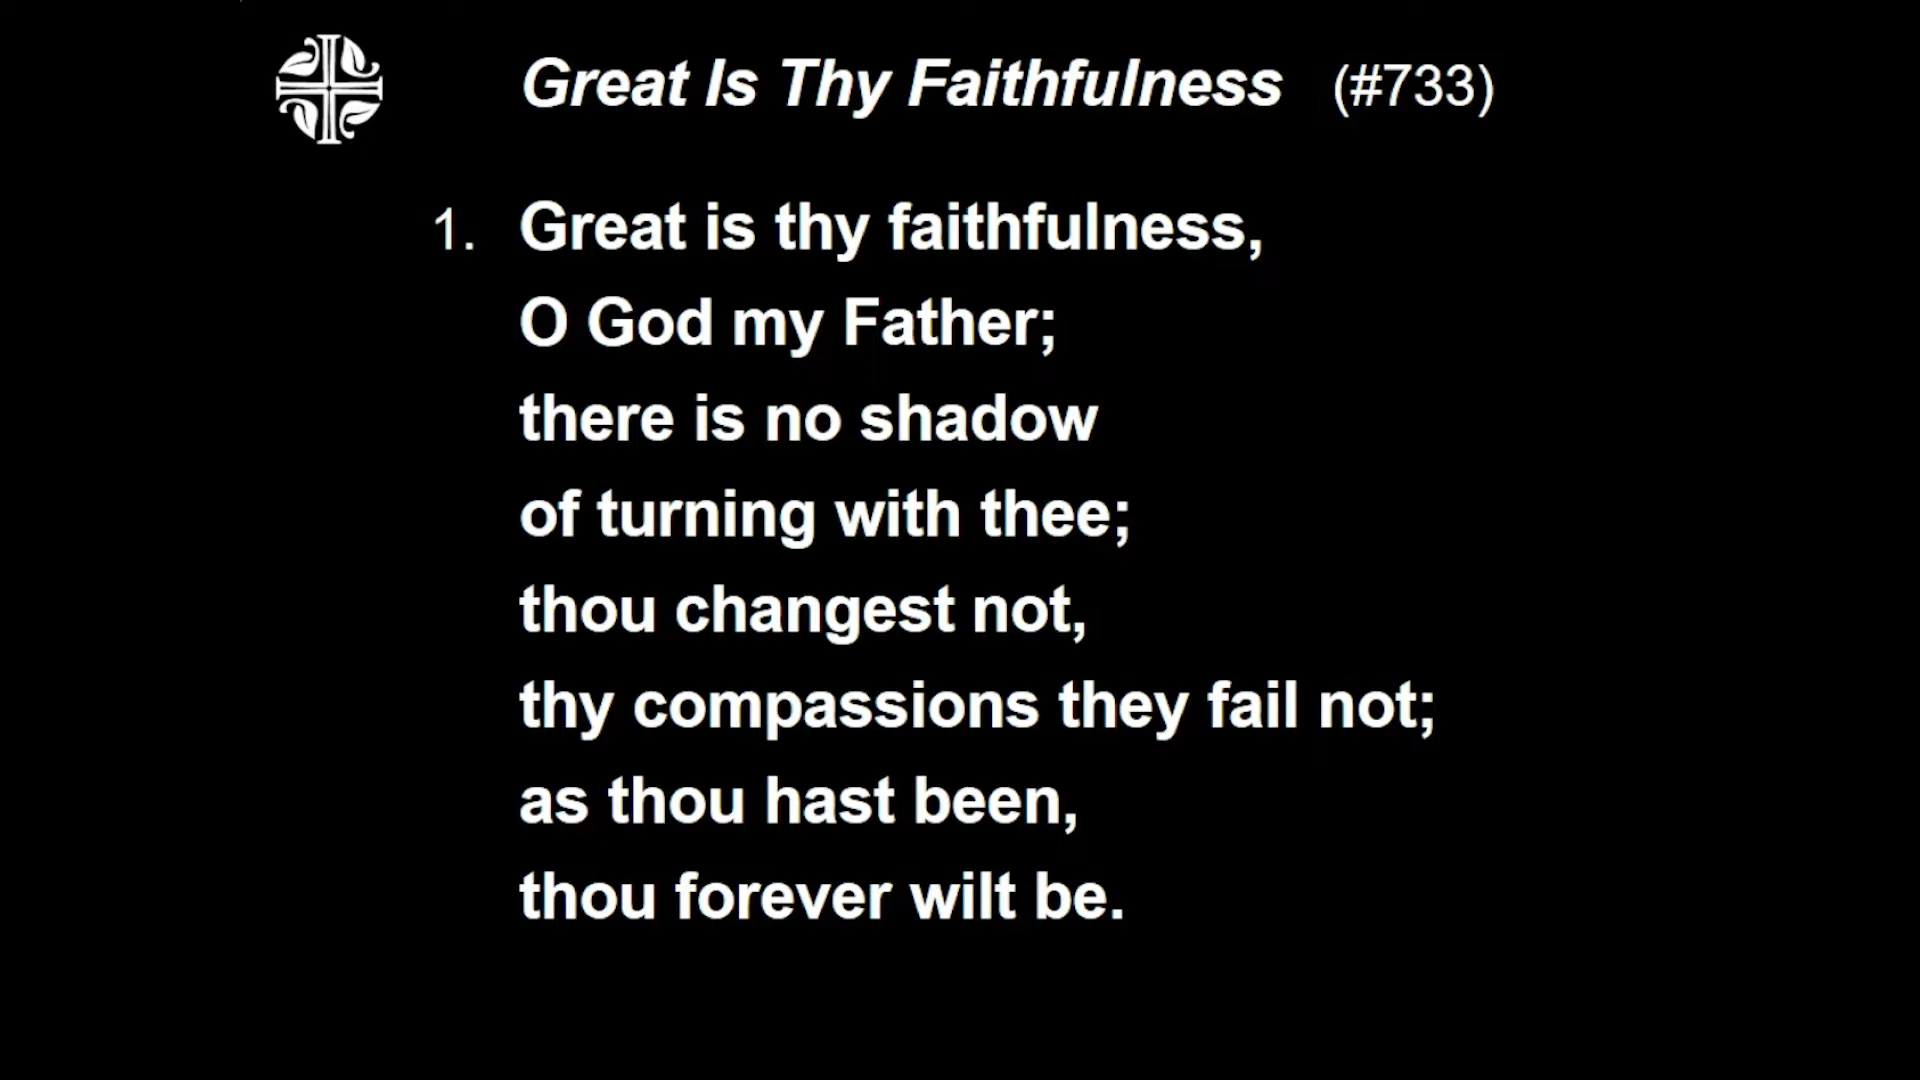 Great Is Thy Faithfulness (#733)
1. Great is thy faithfulness,
O God my Father;
there is no shadow
of turning with thee;
thou changest not,
thy compassions they fail not;
as thou hast been,
thou forever wilt be.